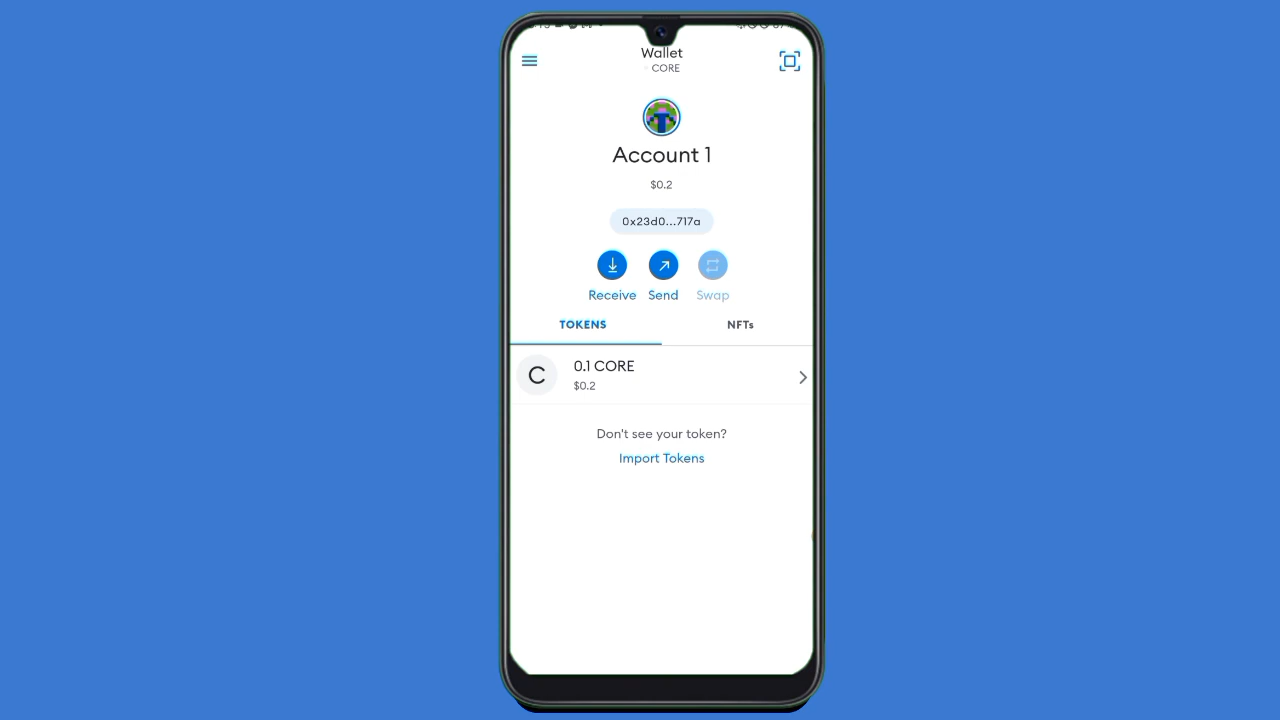 Wallet
CORE
Account 1
$0.2
0x23d0...717a
Receive Send Swap
TOKENS NFTs
C
0.1 CORE
$0.2
Don't see your token?
Import Tokens